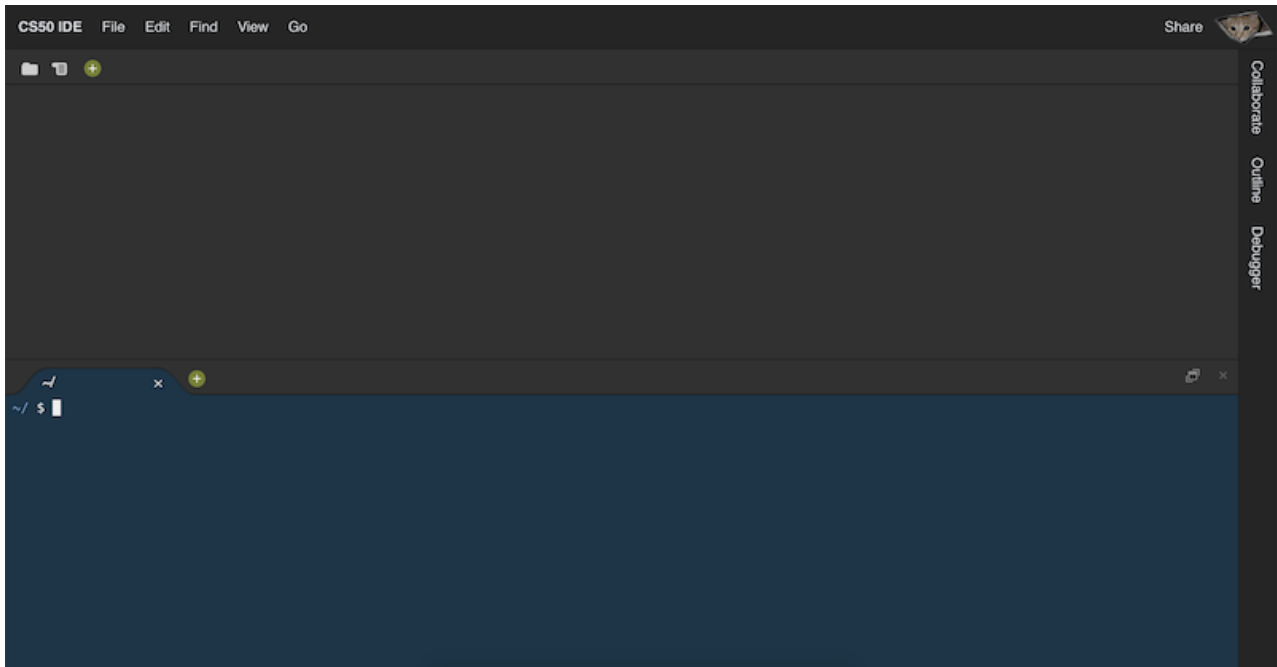 CS50 IDE File Edit Find View Go Share
Collaborate
Outline
Debugger
~/
~/ $